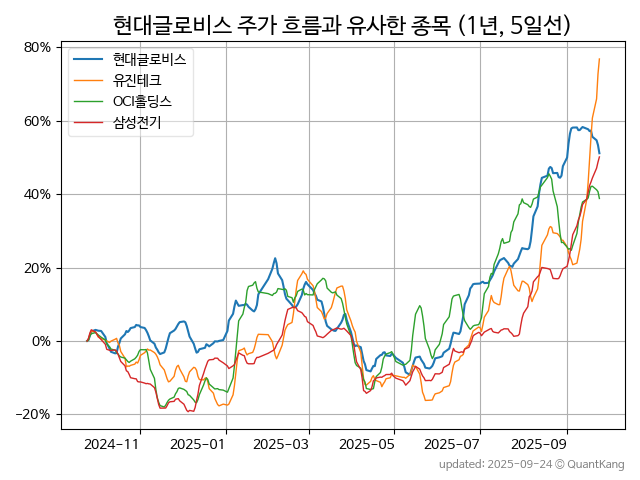 현대글로비스 주가 흐름과 유사한 종목 (1년, 5일선)
현대글로비스
유진테크
OCI홀딩스
삼성전기
80%
60%
40%
20%
0%
−20%
2024-11
2025-01
2025-03
2025-05
2025-07
2025-09
updated: 2025-09-24 © QuantKang